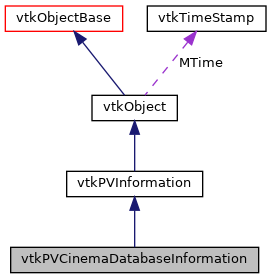 vtkObjectBase
vtkTimeStamp
MTime
vtkObject
vtkPVInformation
vtkPVCinemaDatabaseInformation